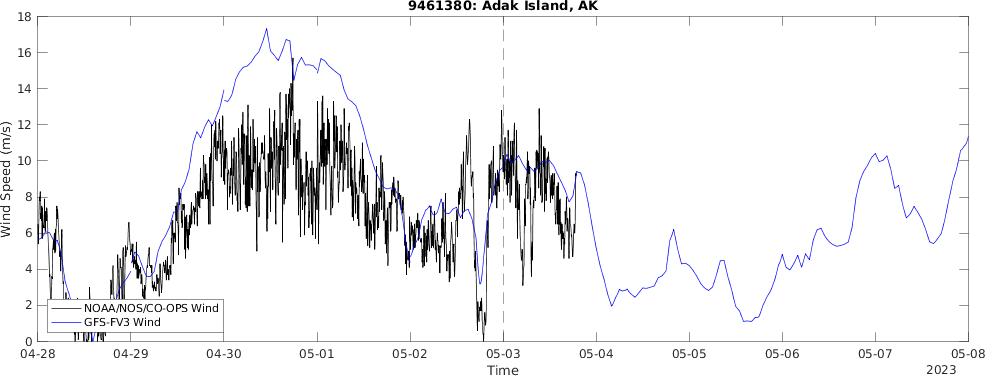 9461380: Adak Island, AK
Wind Speed (m/s)
18
16
14
12
10
8
6
4
2
0
NOAA/NOS/CO-OPS Wind
GFS-FV3 Wind
04-28 04-29 04-30 05-01 05-02 05-03 05-04 05-05 05-06 05-07 05-08
Time
2023